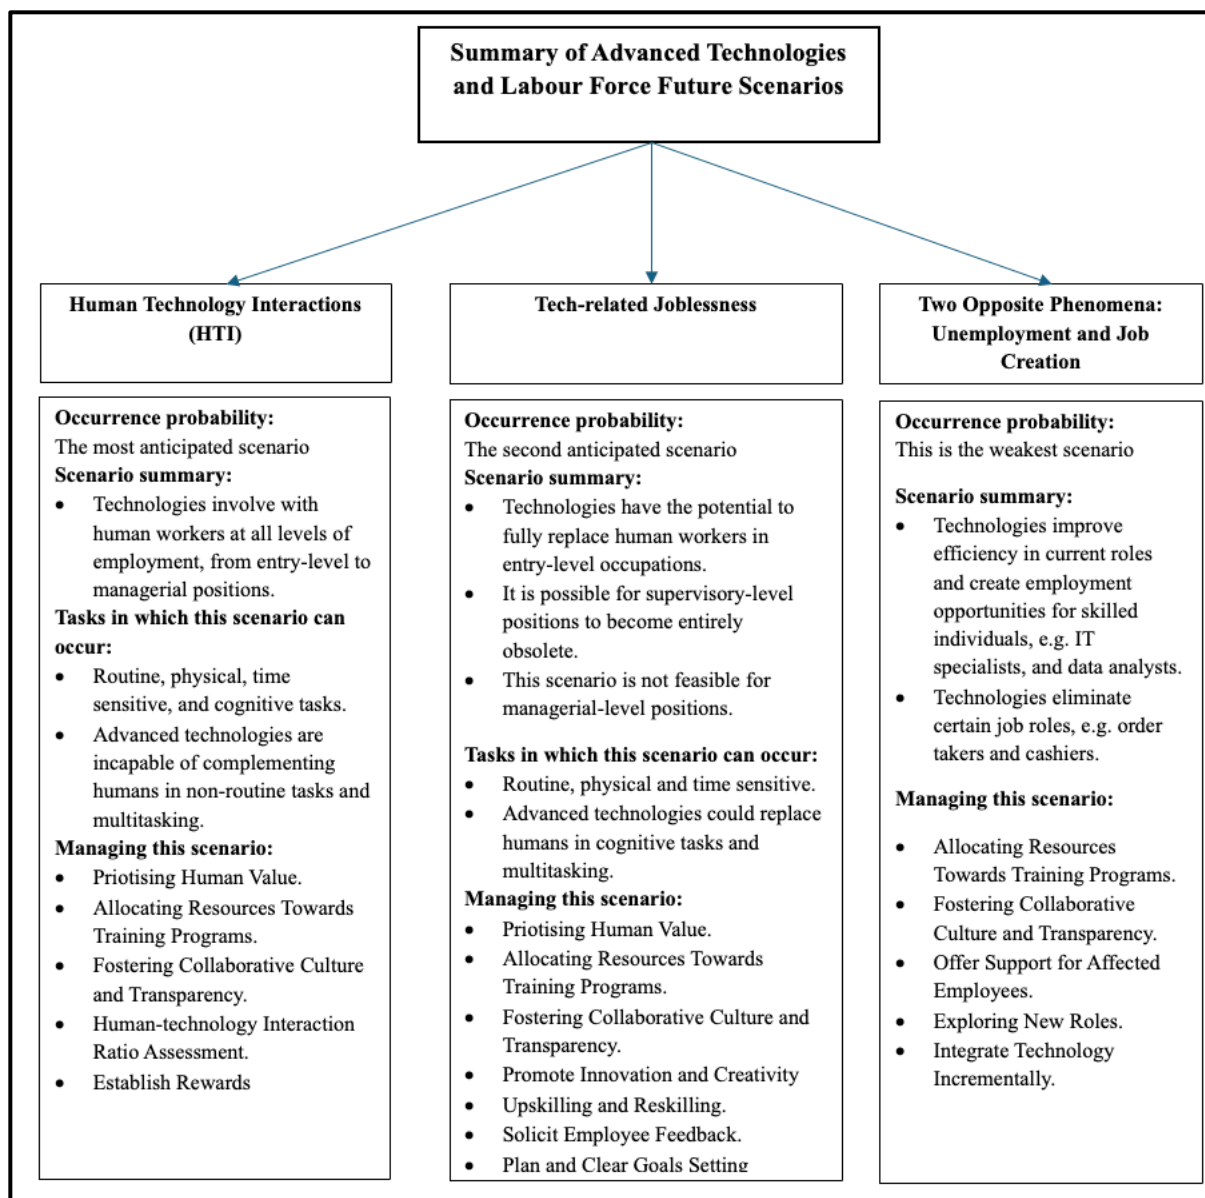 Summary of Advanced Technologies
and Labour Force Future Scenarios
Human Technology Interactions
(HTI)
Occurrence probability:
The most anticipated scenario
Scenario summary:
• Technologies involve with
human workers at all levels of
employment, from entry-level to
managerial positions.
Tasks in which this scenario can
occur:
• Routine, physical, time
sensitive, and cognitive tasks.
• Advanced technologies are
incapable of complementing
humans in non-routine tasks and
multitasking.
Managing this scenario:
• Priotising Human Value.
• Allocating Resources Towards
Training Programs.
• Fostering Collaborative Culture
and Transparency.
• Human-technology Interaction
Ratio Assessment.
• Establish Rewards
Tech-related Joblessness
Occurrence probability:
The second anticipated scenario
Scenario summary:
• Technologies have the potential to
fully replace human workers in
entry-level occupations.
• It is possible for supervisory-level
positions to become entirely
obsolete.
• This scenario is not feasible for
managerial-level positions.
Tasks in which this scenario can occur:
• Routine, physical and time sensitive.
• Advanced technologies could replace
humans in cognitive tasks and
multitasking.
Managing this scenario:
• Priotising Human Value.
• Allocating Resources Towards
Training Programs.
• Fostering Collaborative Culture and
Transparency.
• Promote Innovation and Creativity
• Upskilling and Reskilling.
• Solicit Employee Feedback.
• Plan and Clear Goals Setting
Two Opposite Phenomena:
Unemployment and Job
Creation
Occurrence probability:
This is the weakest scenario
Scenario summary:
• Technologies improve
efficiency in current roles
and create employment
opportunities for skilled
individuals, e.g. IT
specialists, and data analysts.
• Technologies eliminate
certain job roles, e.g. order
takers and cashiers.
Managing this scenario:
• Allocating Resources
Towards Training Programs.
• Fostering Collaborative
Culture and Transparency.
• Offer Support for Affected
Employees.
• Exploring New Roles.
• Integrate Technology
Incrementally.